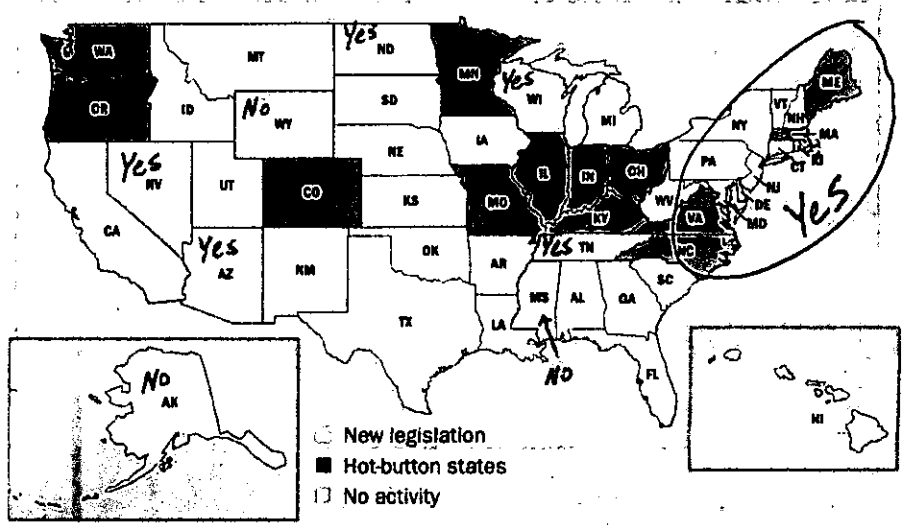 Yes
WA
MT
ND
MN
ME
OR
ID
No
WY
SD
Yes
WI
MI
VT
NH
NY
MA
RI
CT
Yes
NV
UT
CO
NE
IA
IL
IN
OH
PA
NJ
DE
MD
Yes
CA
KS
MO
KY
WV
VA
Yes
AZ
NM
OK
AR
Yes
TN
NC
SC
TX
LA
MS
AL
GA
FL
NO
NO
AK
HI
New legislation
Hot-button states
No activity